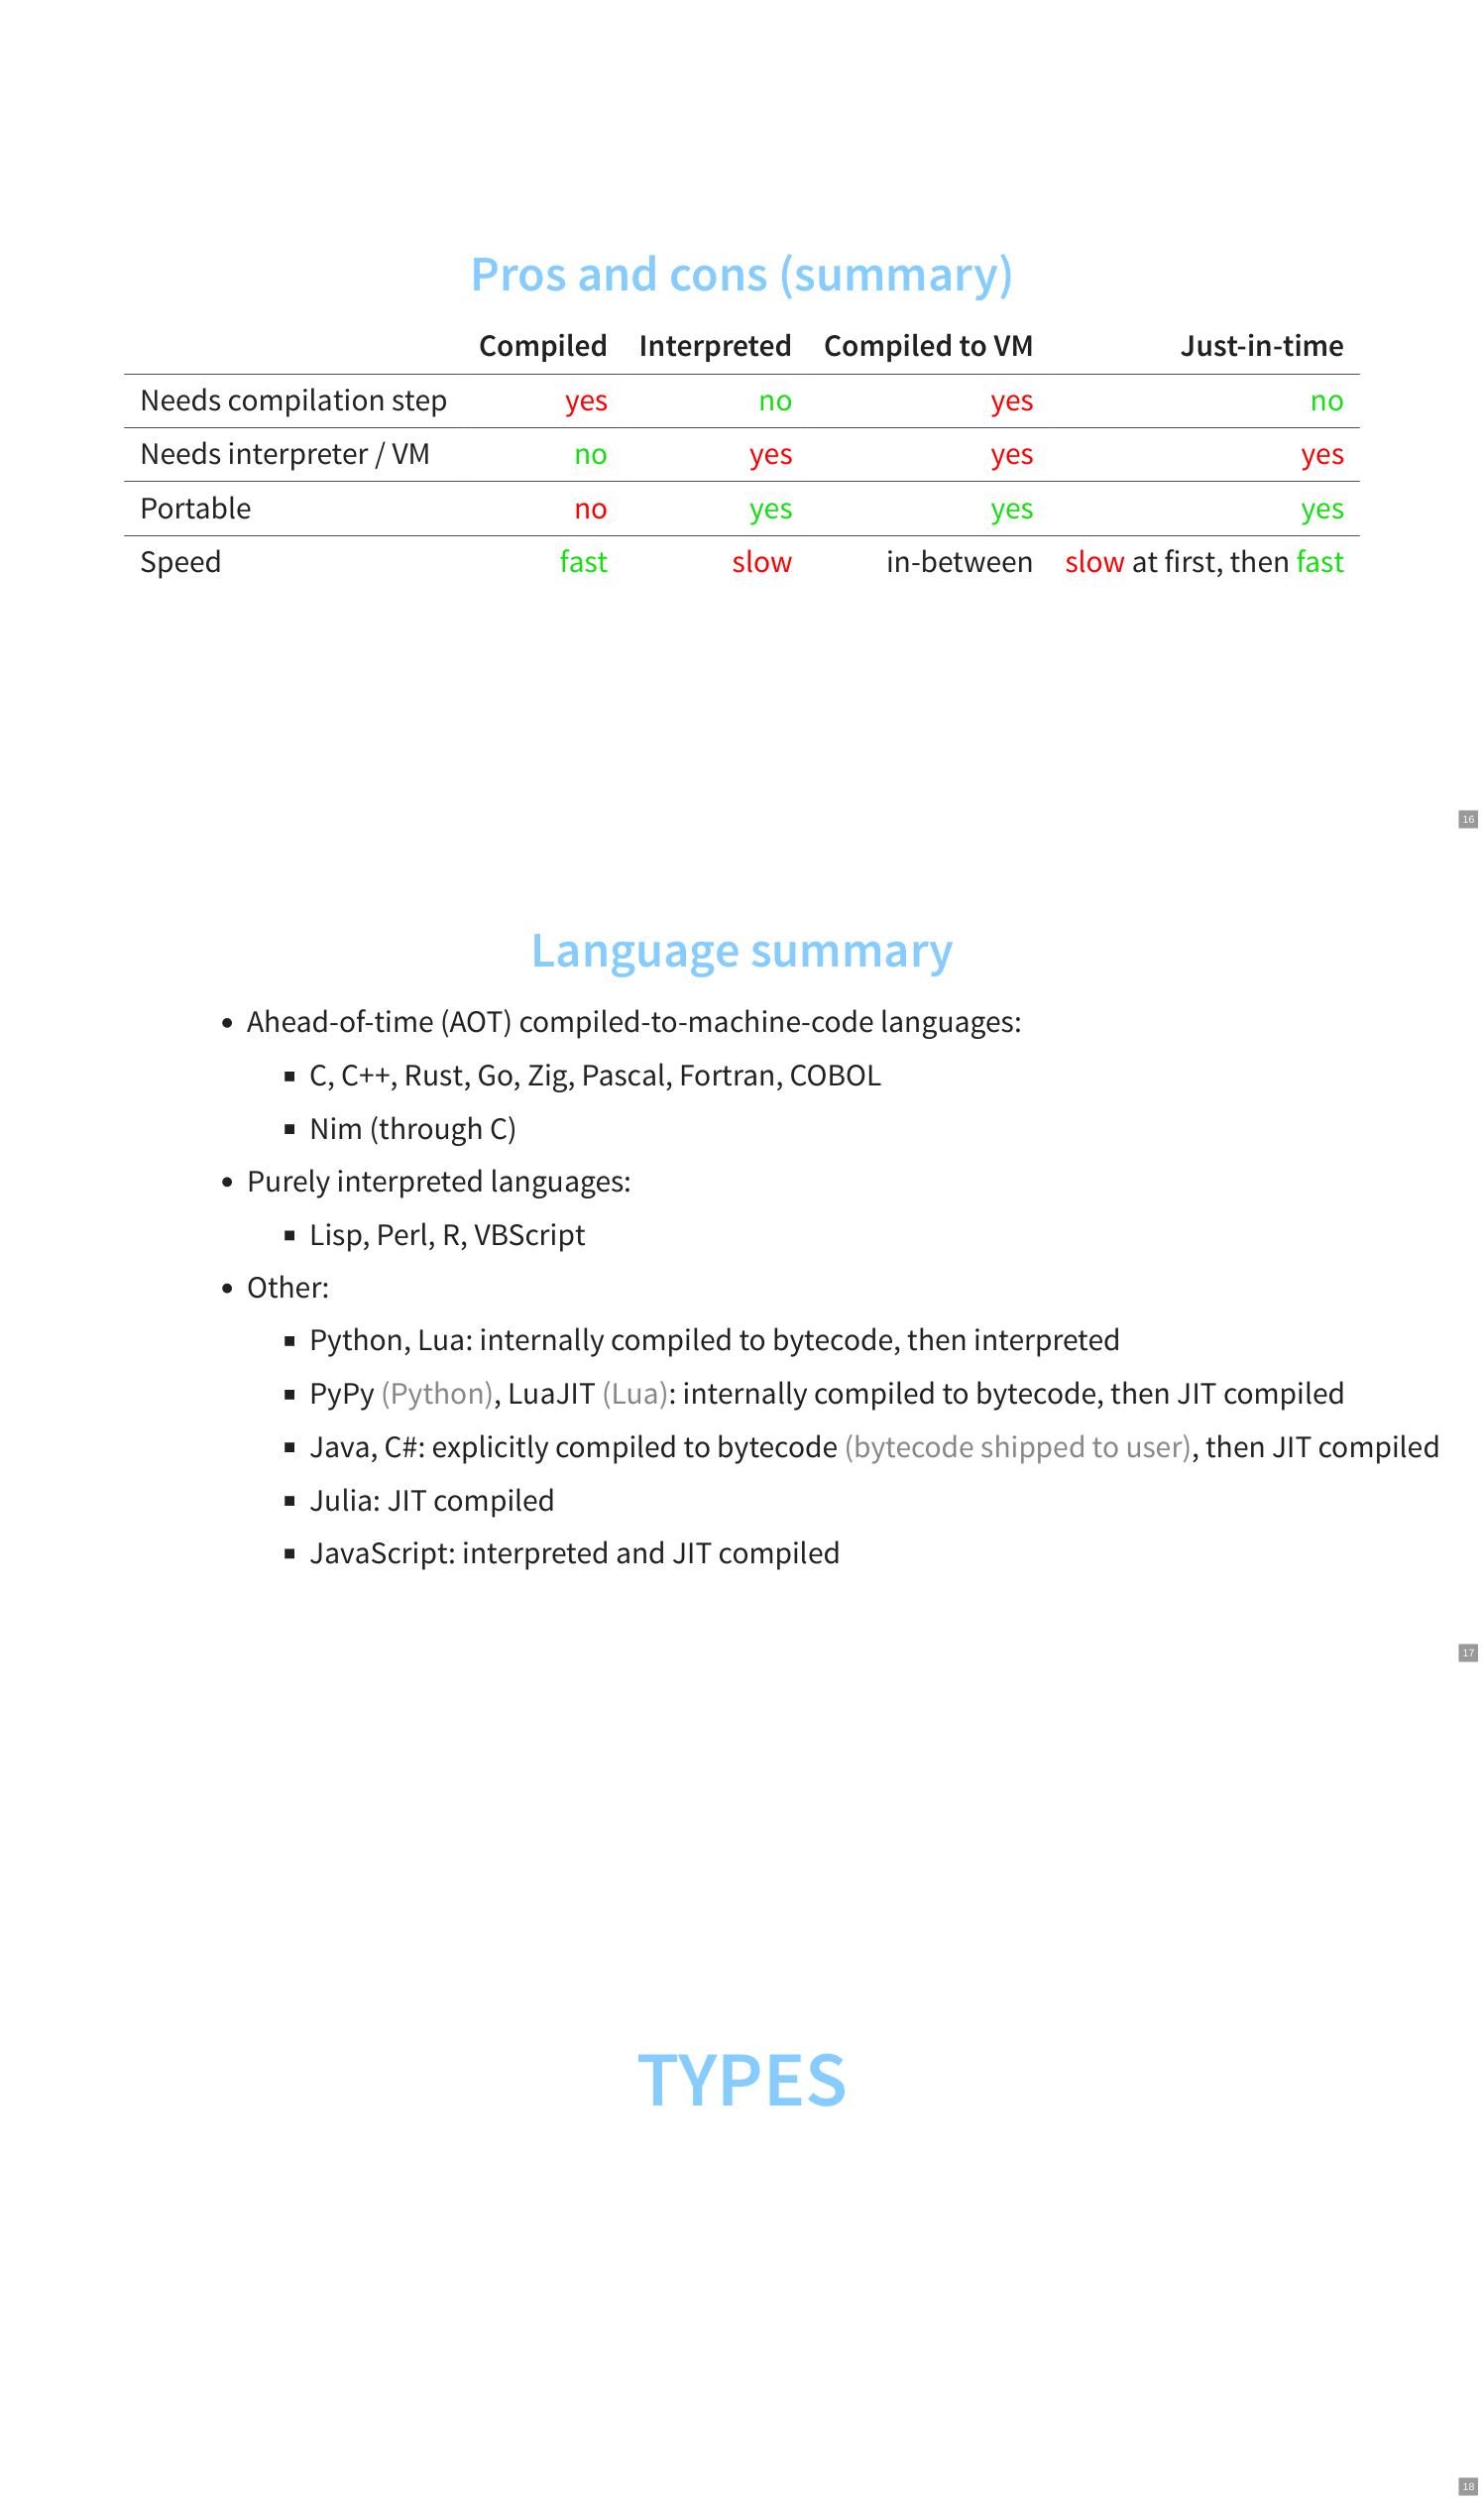 Pros and cons (summary)
Compiled Interpreted Compiled to VM Just-in-time
Needs compilation step yes no yes no
Needs interpreter / VM no yes yes yes
Portable no yes yes yes
Speed fast slow in-between slow at first, then fast
16
Language summary
• Ahead-of-time (AOT) compiled-to-machine-code languages:
▪ C, C++, Rust, Go, Zig, Pascal, Fortran, COBOL
▪ Nim (through C)
• Purely interpreted languages:
▪ Lisp, Perl, R, VBScript
• Other:
▪ Python, Lua: internally compiled to bytecode, then interpreted
▪ PyPy (Python), LuaJIT (Lua): internally compiled to bytecode, then JIT compiled
▪ Java, C#: explicitly compiled to bytecode (bytecode shipped to user), then JIT compiled
▪ Julia: JIT compiled
▪ JavaScript: interpreted and JIT compiled
17
TYPES
18